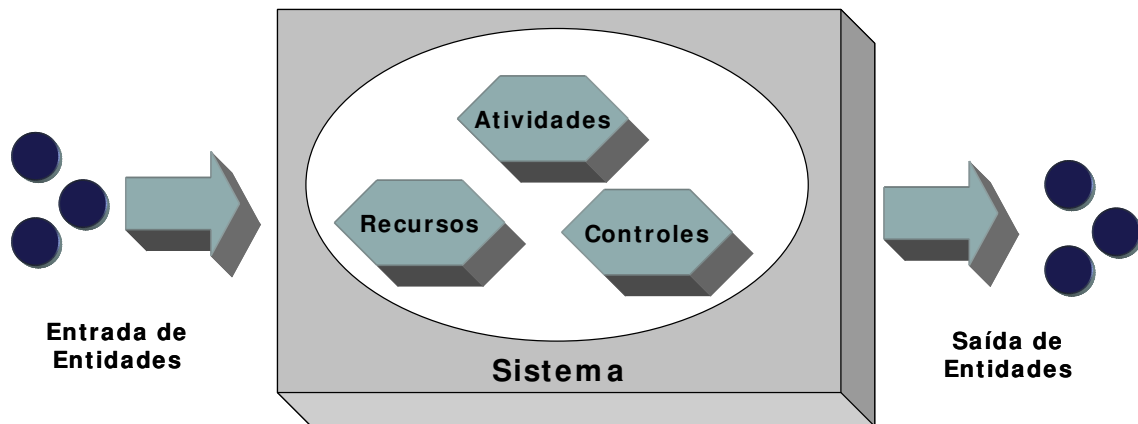 Atividades
Recursos
Controles
Entrada de
Entidades
Sistema
Saída de
Entidades